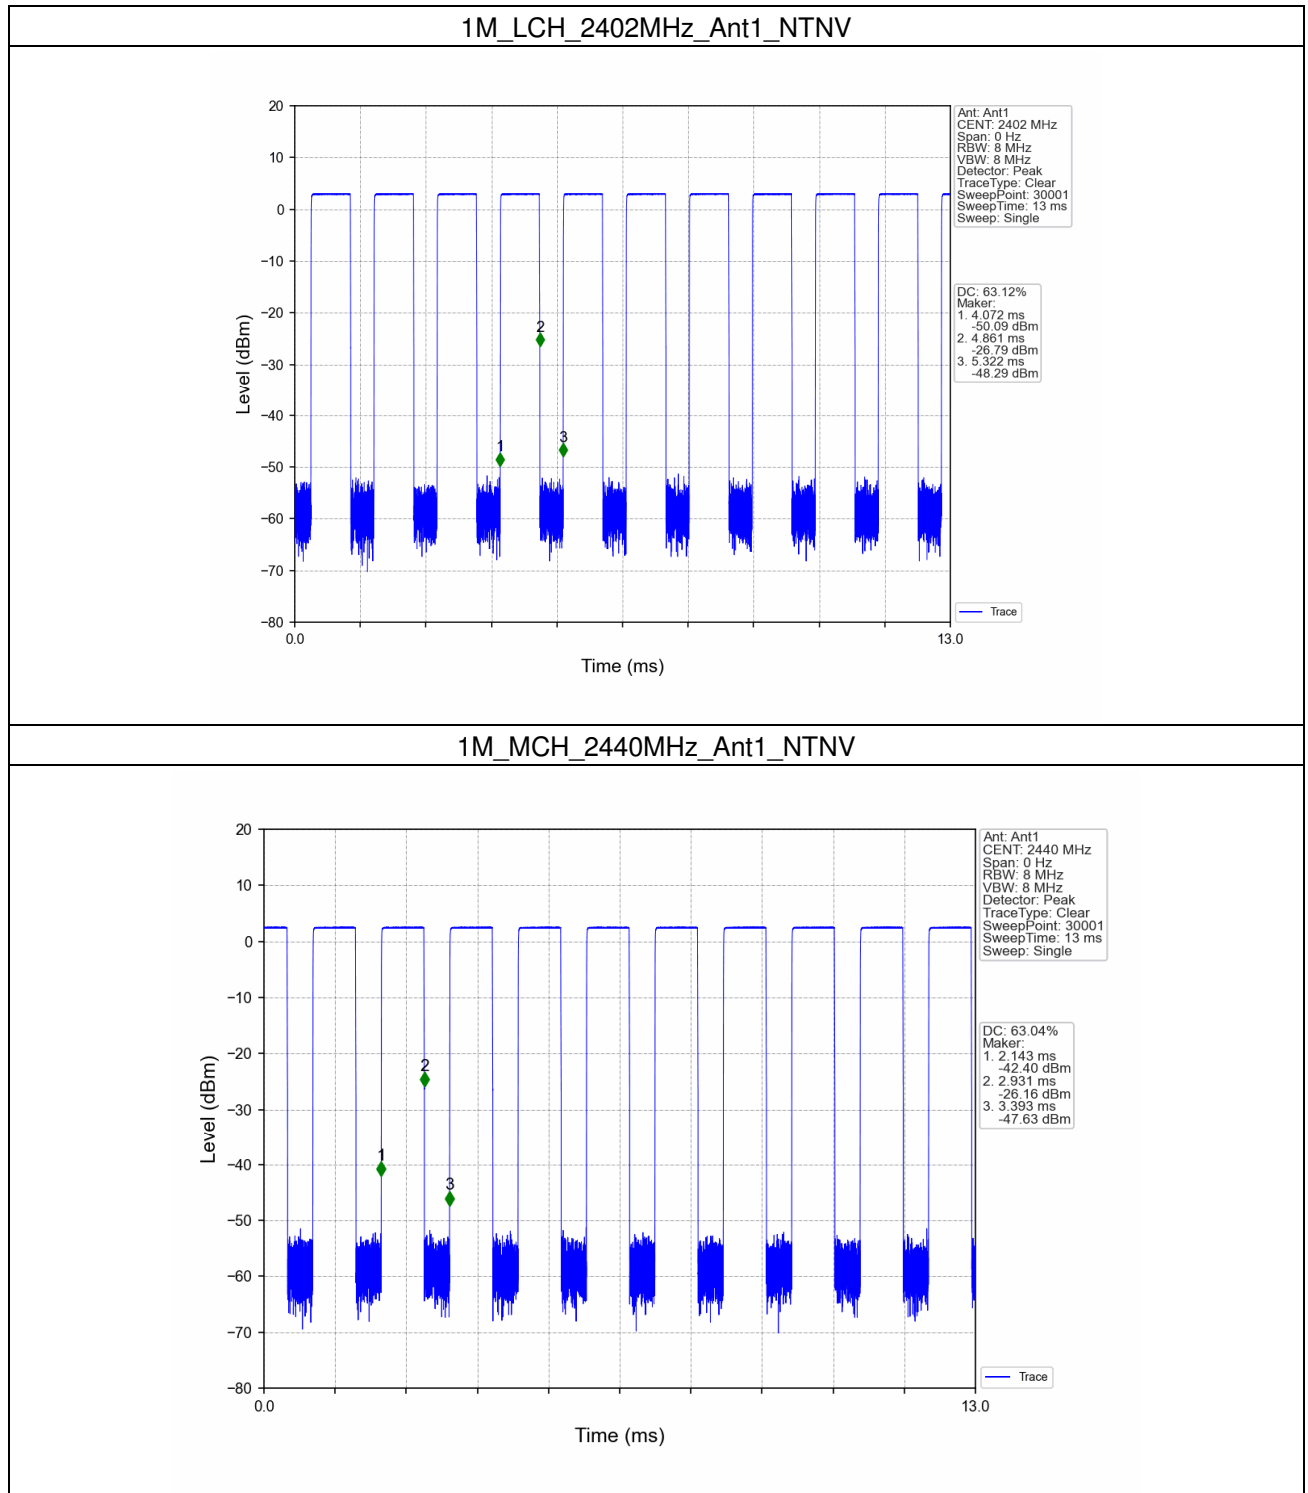 1M_LCH_2402MHz_Ant1_NTNV
20
10
0
−10
−20
−30
−40
−50
−60
−70
−80
0.0
13.0
Level (dBm)
Time (ms)
1
2
3
Ant: Ant1
CENT: 2402 MHz
Span: 0 Hz
RBW: 8 MHz
VBW: 8 MHz
Detector: Peak
TraceType: Clear
SweepPoint: 30001
SweepTime: 13 ms
Sweep: Single
DC: 63.12%
Maker:
1. 4.072 ms
-50.09 dBm
2. 4.861 ms
-26.79 dBm
3. 5.322 ms
-48.29 dBm
Trace
1M_MCH_2440MHz_Ant1_NTNV
20
10
0
−10
−20
−30
−40
−50
−60
−70
−80
0.0
13.0
Level (dBm)
Time (ms)
1
2
3
Ant: Ant1
CENT: 2440 MHz
Span: 0 Hz
RBW: 8 MHz
VBW: 8 MHz
Detector: Peak
TraceType: Clear
SweepPoint: 30001
SweepTime: 13 ms
Sweep: Single
DC: 63.04%
Maker:
1. 2.143 ms
-42.40 dBm
2. 2.931 ms
-26.16 dBm
3. 3.393 ms
-47.63 dBm
Trace